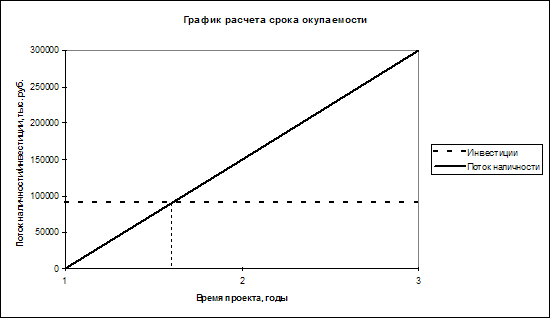 График расчета срока окупаемости
Поток наличности/инвестиции, тыс. руб.
300000
250000
200000
150000
100000
50000
0
1
2
3
Время проекта, годы
Инвестиции
Поток наличности